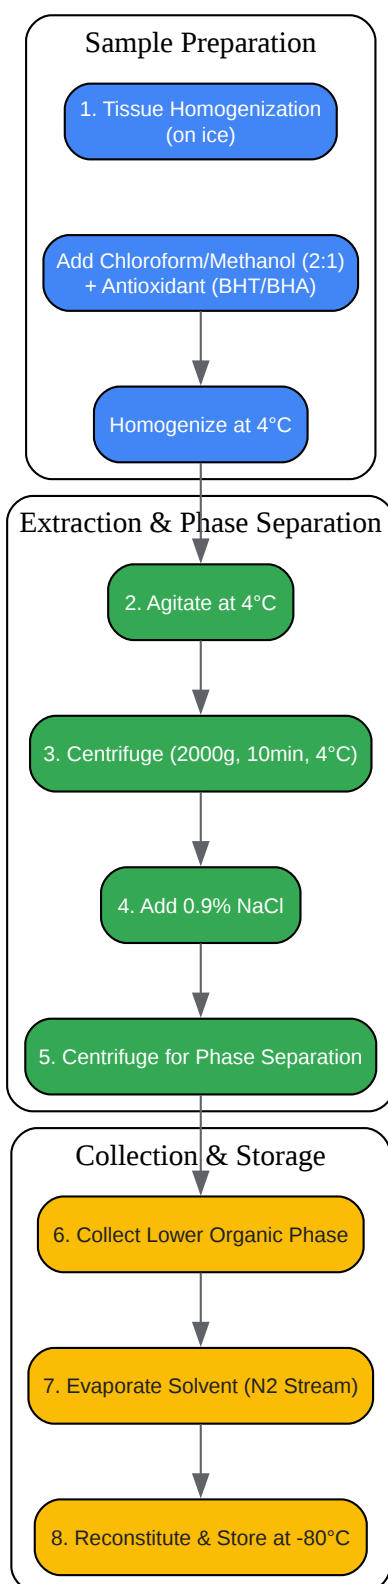 Sample Preparation
1. Tissue Homogenization
(on ice)
Add Chloroform/Methanol (2:1)
+ Antioxidant (BHT/BHA)
Homogenize at 4°C
Extraction & Phase Separation
2. Agitate at 4°C
3. Centrifuge (2000g, 10min, 4°C)
4. Add 0.9% NaCl
5. Centrifuge for Phase Separation
Collection & Storage
6. Collect Lower Organic Phase
7. Evaporate Solvent (N2 Stream)
8. Reconstitute & Store at -80°C